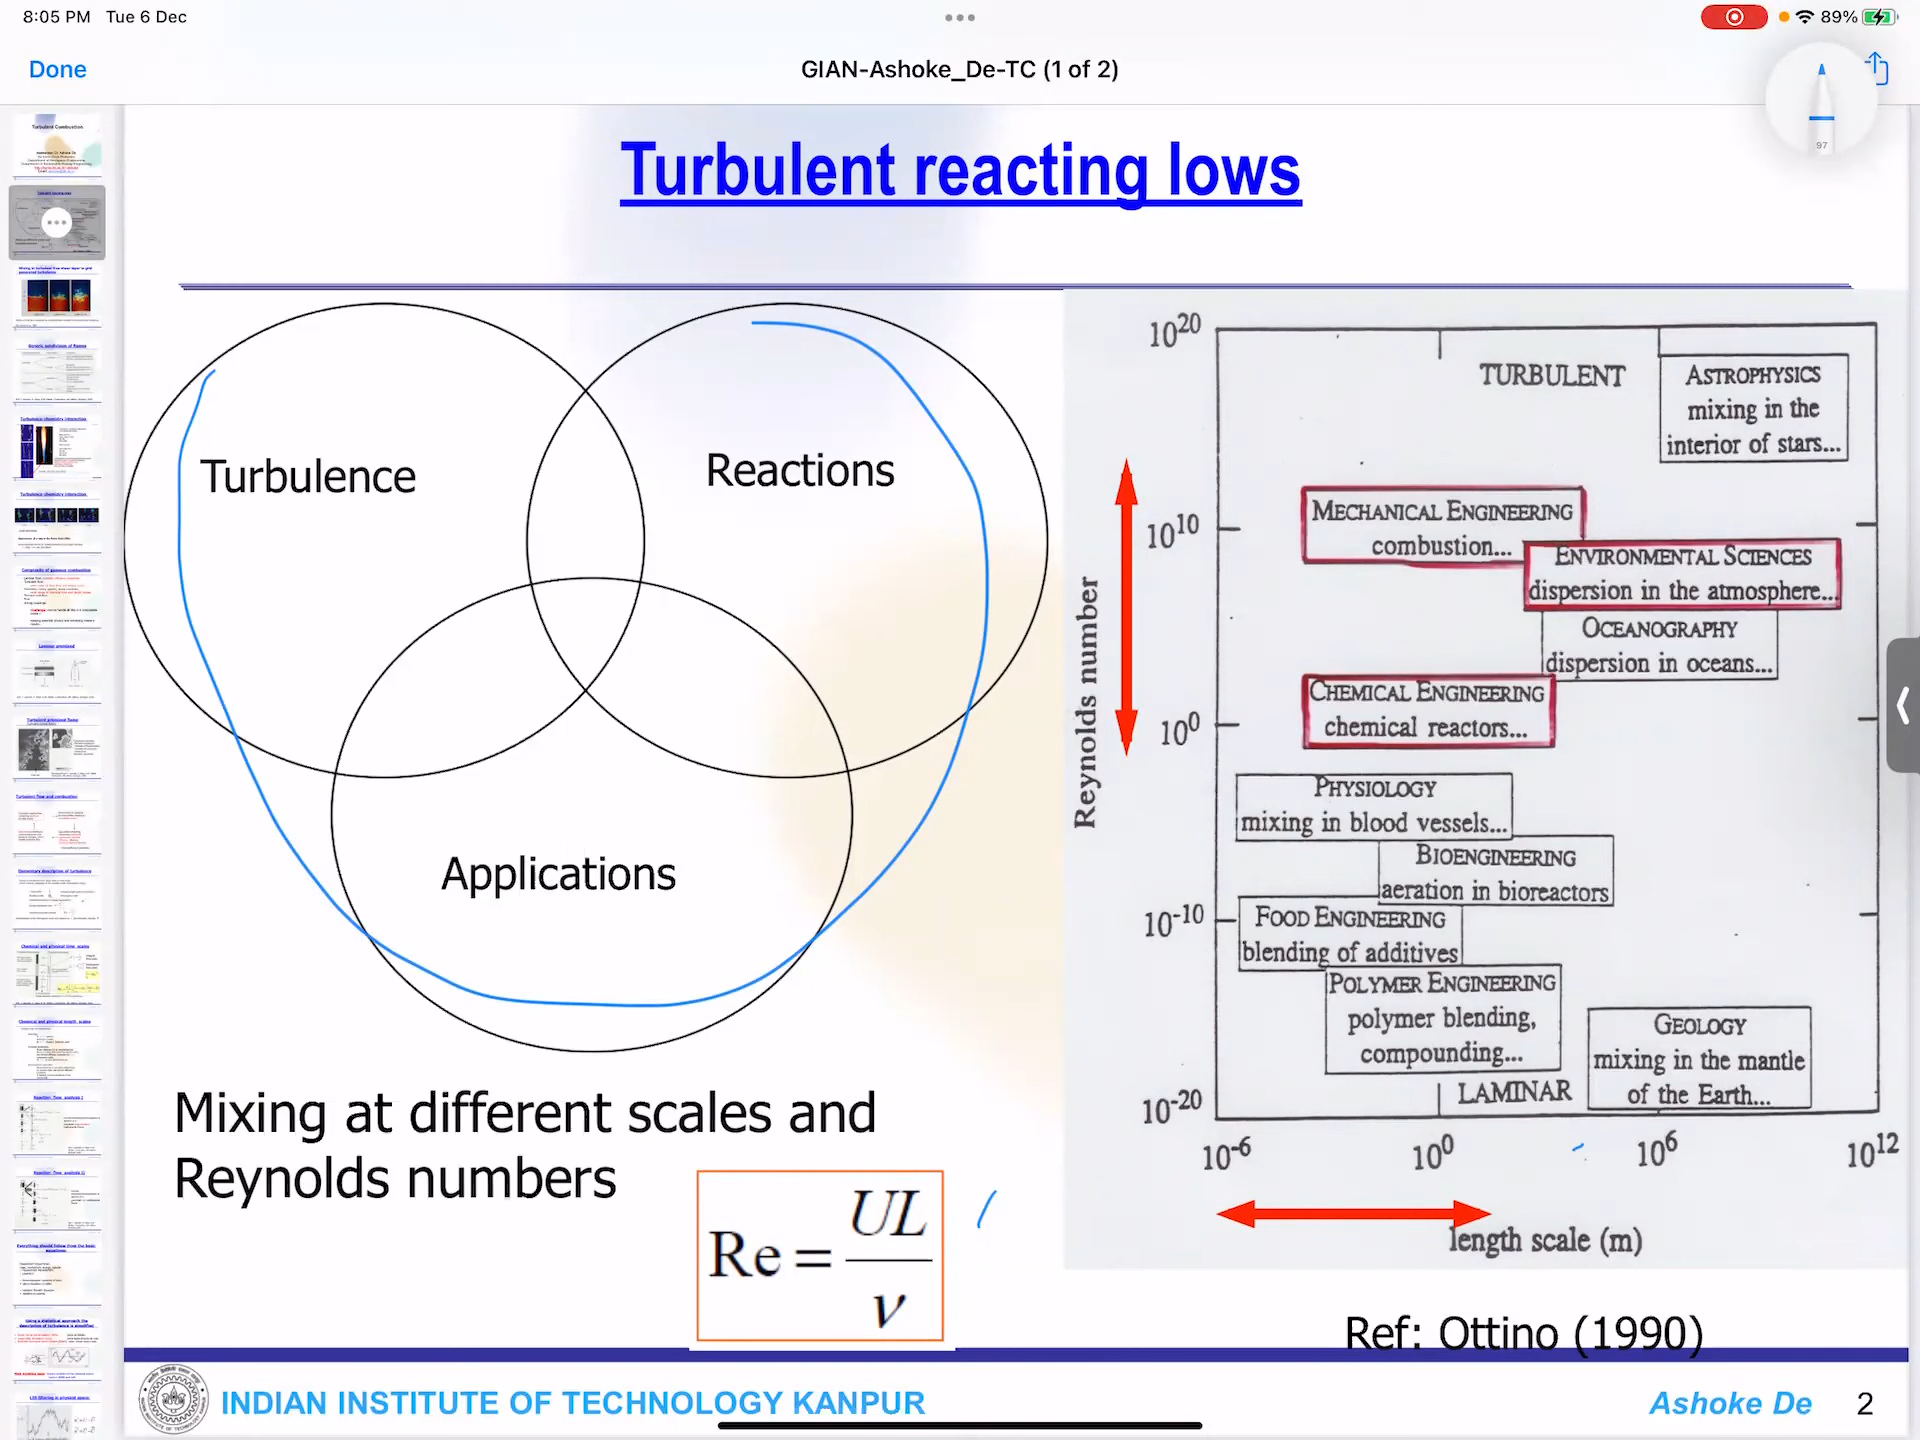 8:05 PM Tue 6 Dec
89%
Done
GIAN-Ashoke_De-TC (1 of 2)
97
Turbulent reacting lows
Turbulence
Reactions
Applications
Mixing at different scales and
Reynolds numbers
Re = UL
ν
Reynolds number
10^20
10^10
10^0
10^-10
10^-20
TURBULENT
ASTROPHYSICS
mixing in the
interior of stars...
MECHANICAL ENGINEERING
combustion...
ENVIRONMENTAL SCIENCES
dispersion in the atmosphere...
OCEANOGRAPHY
dispersion in oceans...
CHEMICAL ENGINEERING
chemical reactors...
PHYSIOLOGY
mixing in blood vessels...
BIOENGINEERING
aeration in bioreactors
FOOD ENGINEERING
blending of additives
POLYMER ENGINEERING
polymer blending,
compounding...
GEOLOGY
mixing in the mantle
of the Earth...
LAMINAR
10^-6 10^0 10^6 10^12
length scale (m)
Ref: Ottino (1990)
INDIAN INSTITUTE OF TECHNOLOGY KANPUR
Ashoke De 2